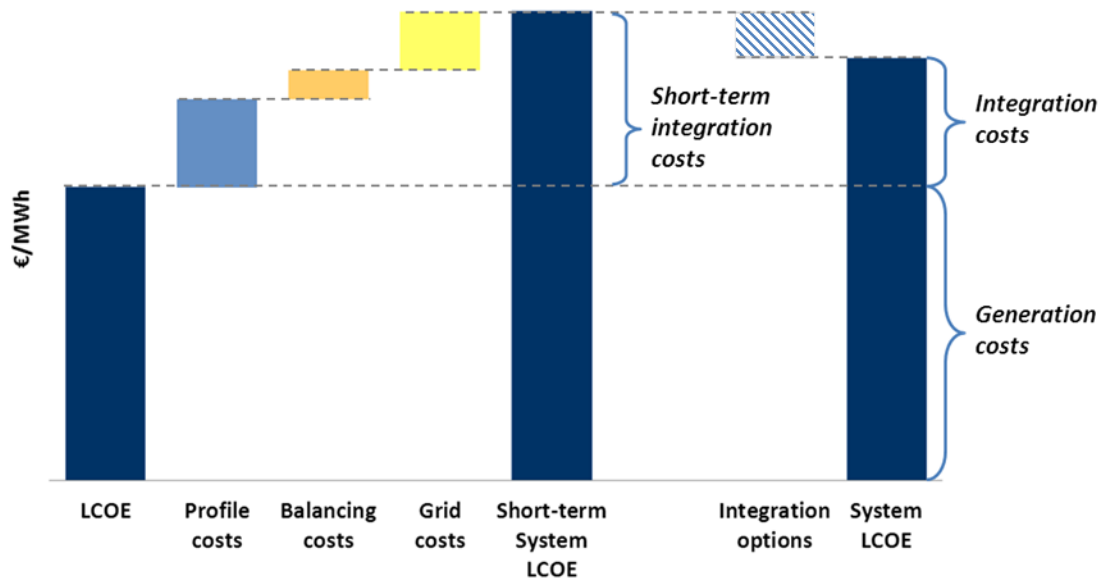 Short-term
integration
costs
Integration
costs
€/MWh
Generation
costs
LCOE
Profile
costs
Balancing
costs
Grid
costs
Short-term
System
LCOE
Integration
options
System
LCOE